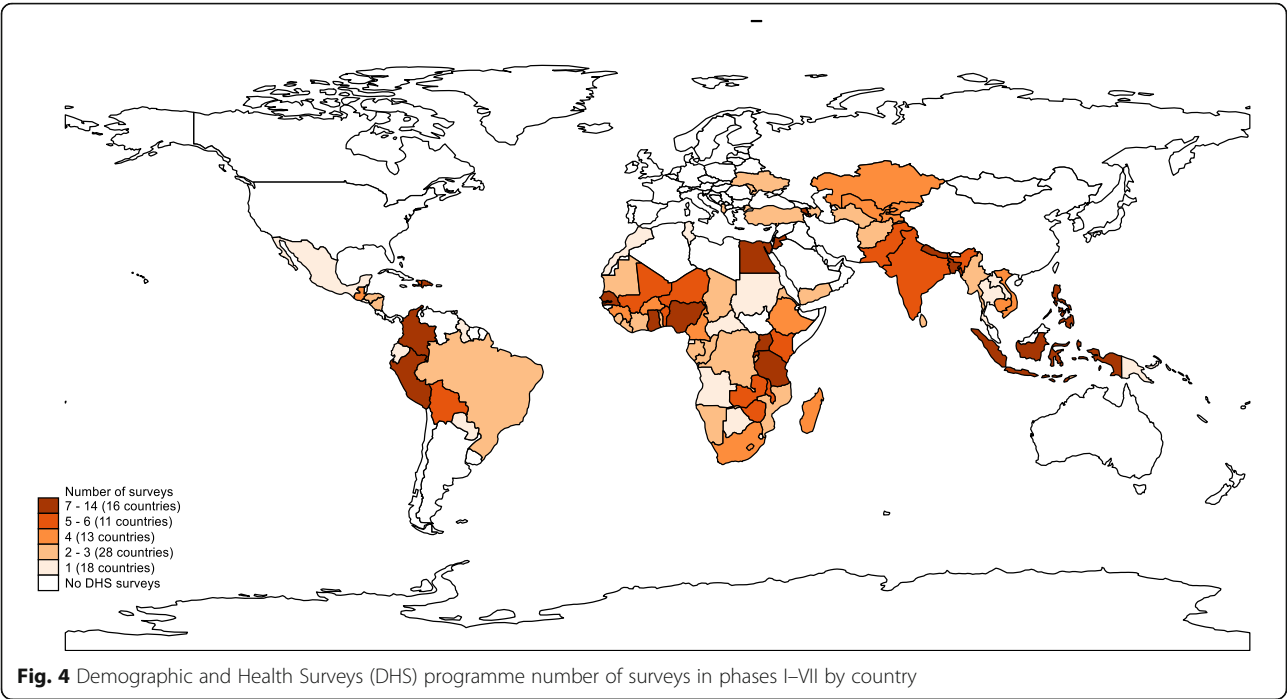 Number of surveys
7 - 14 (16 countries)
5 - 6 (11 countries)
4 (13 countries)
2 - 3 (28 countries)
1 (18 countries)
No DHS surveys
Fig. 4 Demographic and Health Surveys (DHS) programme number of surveys in phases I–VII by country